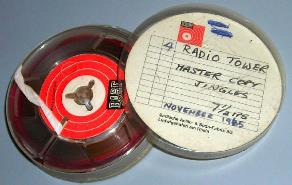 4 RADIO TOWER
MASTER COPY
JINGLES
7½ IPS
NOVEMBER 1965
BASF